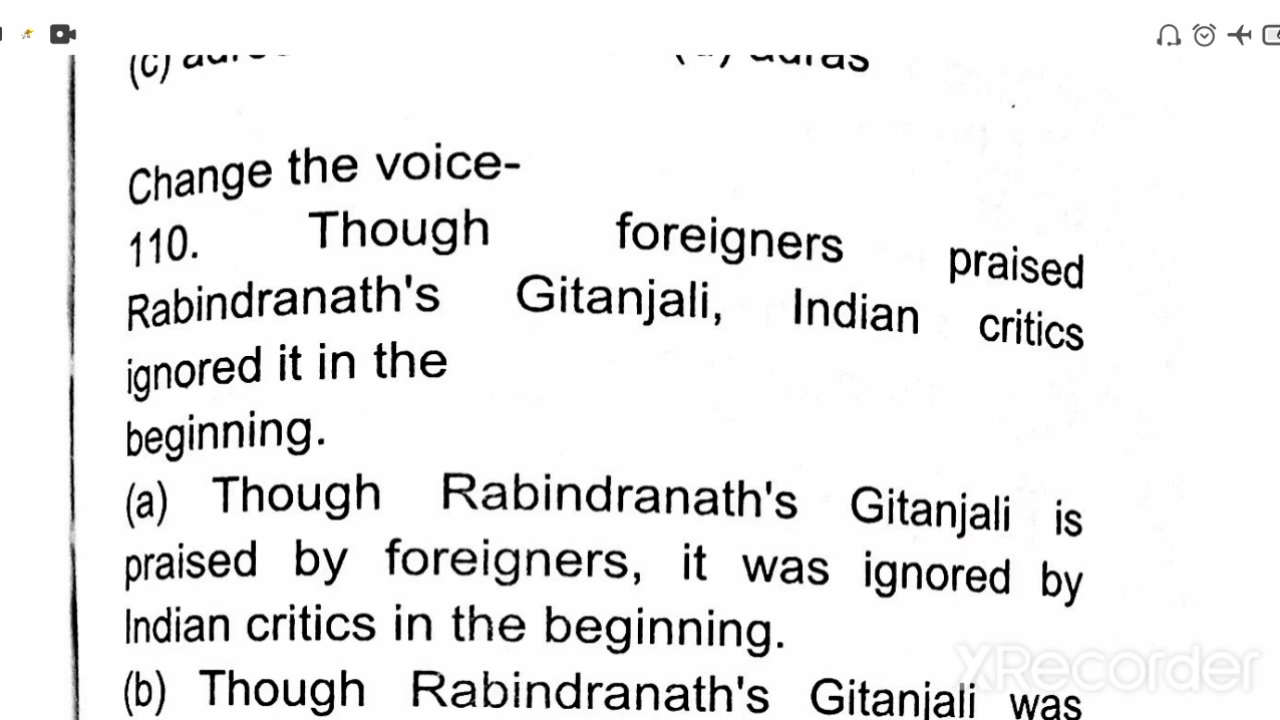 (c)
Change the voice-
110. Though foreigners praised
Rabindranath's Gitanjali, Indian critics
ignored it in the
beginning.
(a) Though Rabindranath's Gitanjali is
praised by foreigners, it was ignored by
Indian critics in the beginning.
(b) Though Rabindranath's Gitanjali was
XRecorder